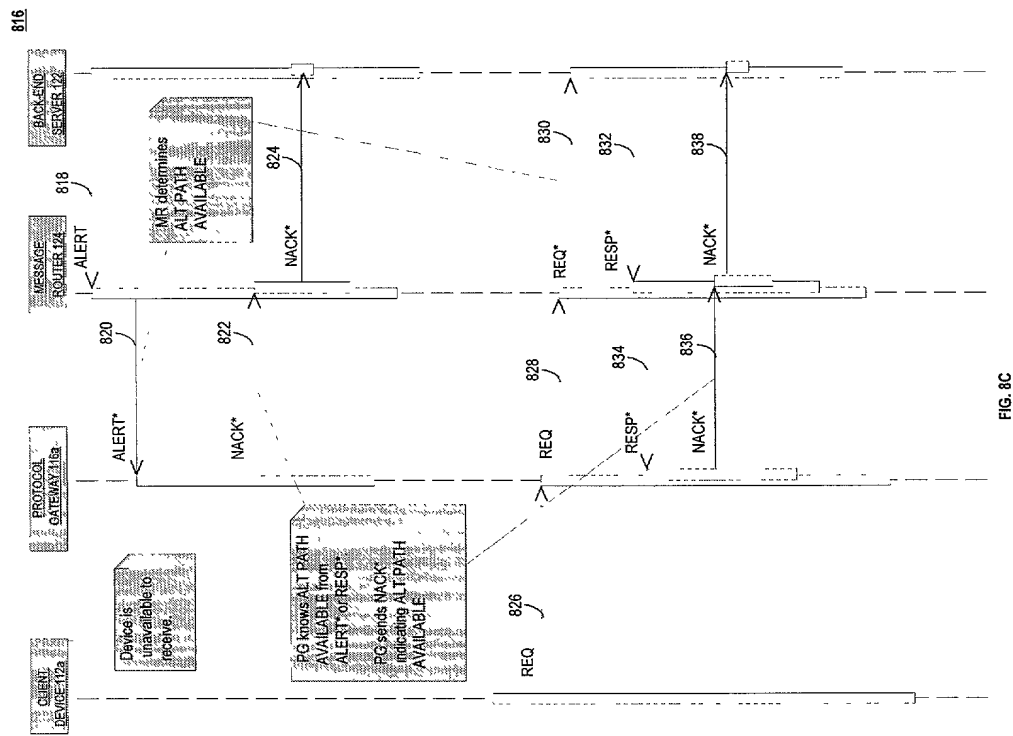 816
CLIENT
DEVICE 112a
PROTOCOL
GATEWAY 116a
MESSAGE
ROUTER 124
BACK-END
SERVER 122
818
ALERT
820
ALERT*
Device is
unavailable to
receive.
MR determines
ALT PATH
AVAILABLE
822
NACK*
824
NACK*
PG knows ALT PATH
AVAILABLE from
ALERT* or RESP*
PG sends NACK*
indicating ALT PATH
AVAILABLE
826
REQ
828
REQ
830
REQ*
832
RESP*
834
RESP*
836
NACK*
838
NACK*
FIG. 8C